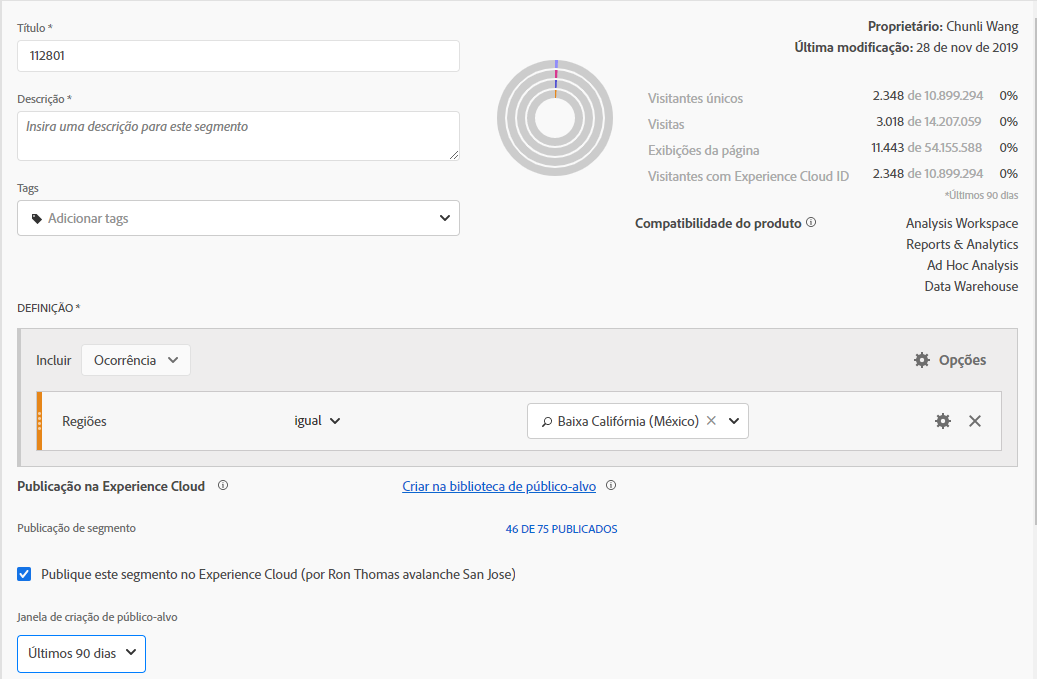 Título *
112801
Descrição *
Insira uma descrição para este segmento
Tags
Adicionar tags
Proprietário: Chunli Wang
Última modificação: 28 de nov de 2019
Visitantes únicos 2.348 de 10.899.294 0%
Visitas 3.018 de 14.207.059 0%
Exibições da página 11.443 de 54.155.588 0%
Visitantes com Experience Cloud ID 2.348 de 10.899.294 0%
*Últimos 90 dias
Compatibilidade do produto Analysis Workspace
Reports & Analytics
Ad Hoc Analysis
Data Warehouse
DEFINIÇÃO *
Incluir Ocorrência Opções
Regiões igual Baixa Califórnia (México)
Publicação na Experience Cloud Criar na biblioteca de público-alvo
Publicação de segmento 46 DE 75 PUBLICADOS
Publique este segmento no Experience Cloud (por Ron Thomas avalanche San Jose)
Janela de criação de público-alvo
Últimos 90 dias